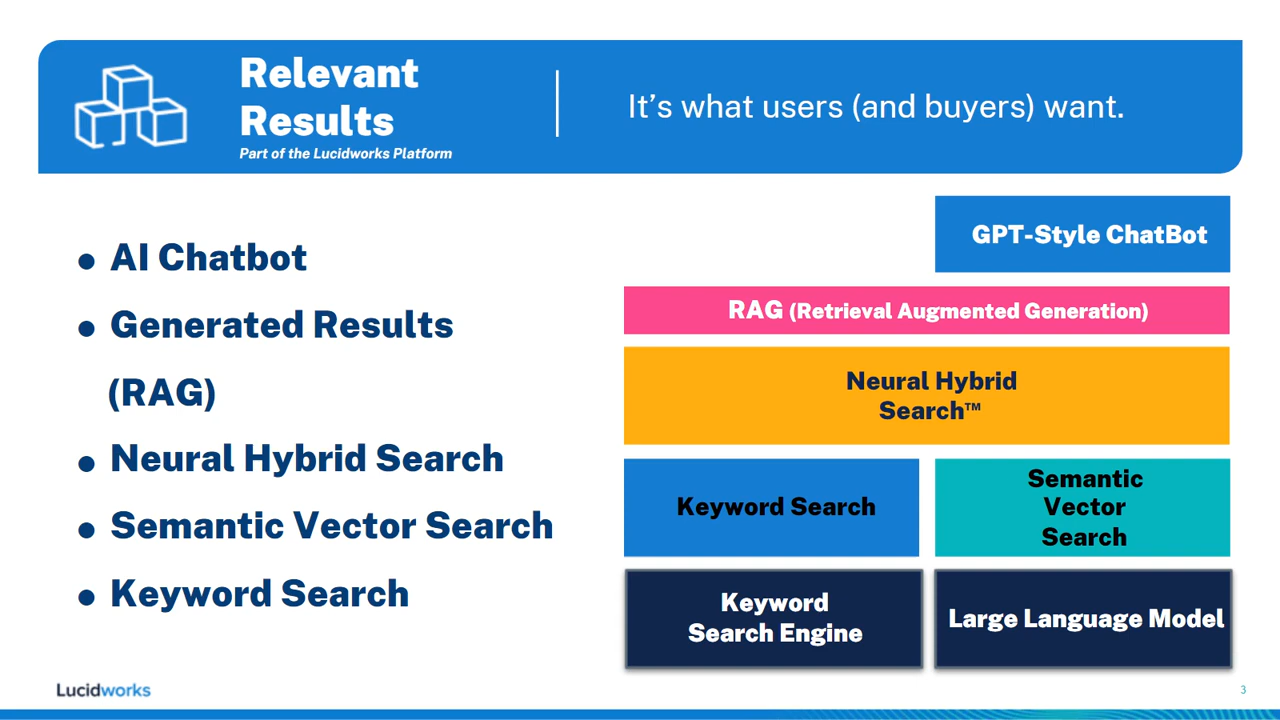 Relevant
Results
Part of the Lucidworks Platform
It’s what users (and buyers) want.
• AI Chatbot
• Generated Results
(RAG)
• Neural Hybrid Search
• Semantic Vector Search
• Keyword Search
GPT-Style ChatBot
RAG (Retrieval Augmented Generation)
Neural Hybrid
Search™
Keyword Search
Semantic
Vector
Search
Keyword
Search Engine
Large Language Model
Lucidworks
3